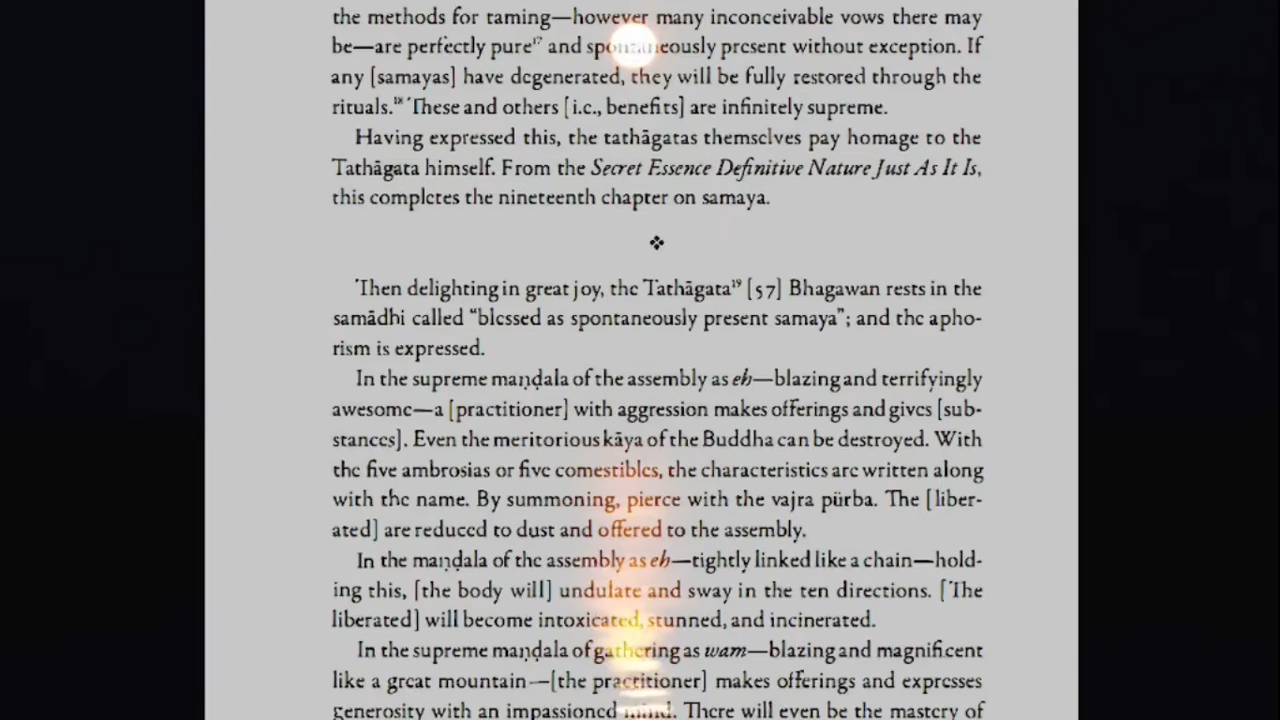 the methods for taming—however many inconceivable vows there may
be—are perfectly pure¹⁷ and spontaneously present without exception. If
any [samayas] have degenerated, they will be fully restored through the
rituals.¹⁸ These and others [i.e., benefits] are infinitely supreme.
Having expressed this, the tathāgatas themselves pay homage to the
Tathāgata himself. From the Secret Essence Definitive Nature Just As It Is,
this completes the nineteenth chapter on samaya.
❖
Then delighting in great joy, the Tathāgata¹⁹ [57] Bhagawan rests in the
samādhi called “blessed as spontaneously present samaya”; and the apho-
rism is expressed.
In the supreme maṇḍala of the assembly as eh—blazing and terrifyingly
awesome—a [practitioner] with aggression makes offerings and gives [sub-
stances]. Even the meritorious kāya of the Buddha can be destroyed. With
the five ambrosias or five comestibles, the characteristics are written along
with the name. By summoning, pierce with the vajra pūrba. The [liber-
ated] are reduced to dust and offered to the assembly.
In the maṇḍala of the assembly as eh—tightly linked like a chain—hold-
ing this, [the body will] undulate and sway in the ten directions. [The
liberated] will become intoxicated, stunned, and incinerated.
In the supreme maṇḍala of gathering as wam—blazing and magnificent
like a great mountain—[the practitioner] makes offerings and expresses
generosity with an impassioned mind. There will even be the mastery of